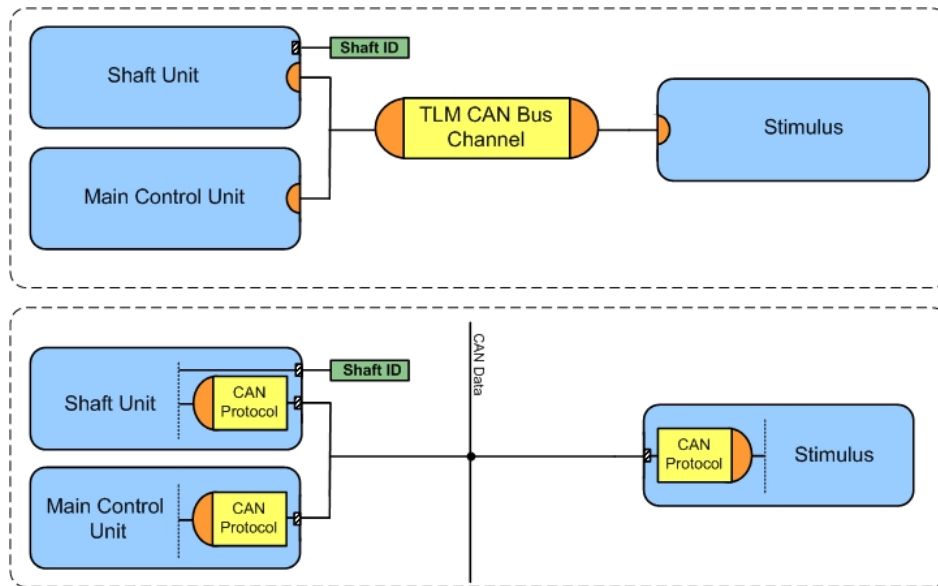 Shaft ID
Shaft Unit
TLM CAN Bus
Channel
Stimulus
Main Control Unit
CAN Data
Shaft ID
CAN
Protocol
Shaft Unit
CAN
Protocol
Stimulus
Main Control
Unit
CAN
Protocol